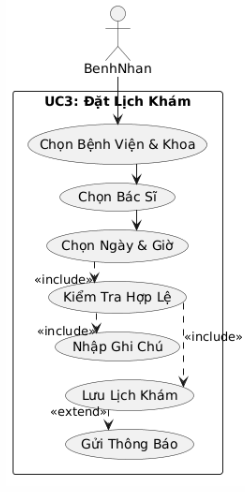 BenhNhan
UC3: Đặt Lịch Khám
Chọn Bệnh Viện & Khoa
Chọn Bác Sĩ
Chọn Ngày & Giờ
«include»
Kiểm Tra Hợp Lệ
«include»
«include»
Nhập Ghi Chú
Lưu Lịch Khám
«extend»
Gửi Thông Báo